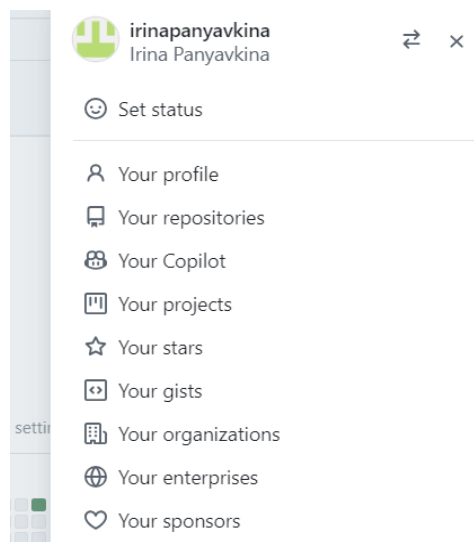 irinapanyavkina
Irina Panyavkina
Set status
Your profile
Your repositories
Your Copilot
Your projects
Your stars
Your gists
Your organizations
Your enterprises
Your sponsors